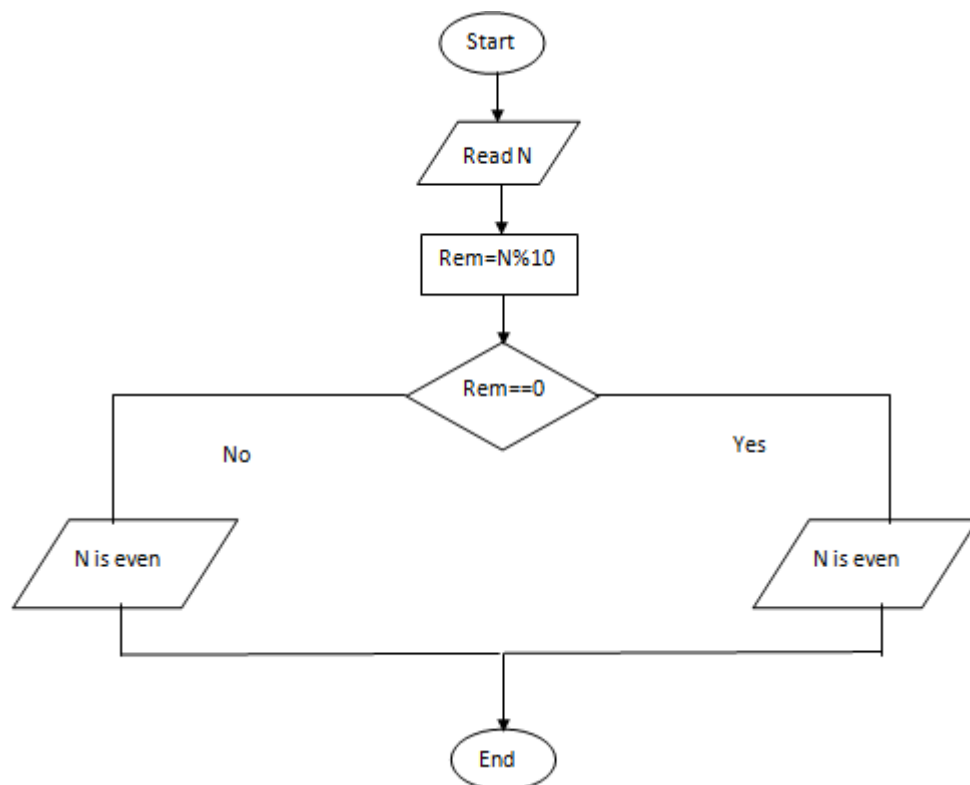 Start
Read N
Rem=N%10
Rem==0
No
Yes
N is even
N is even
End